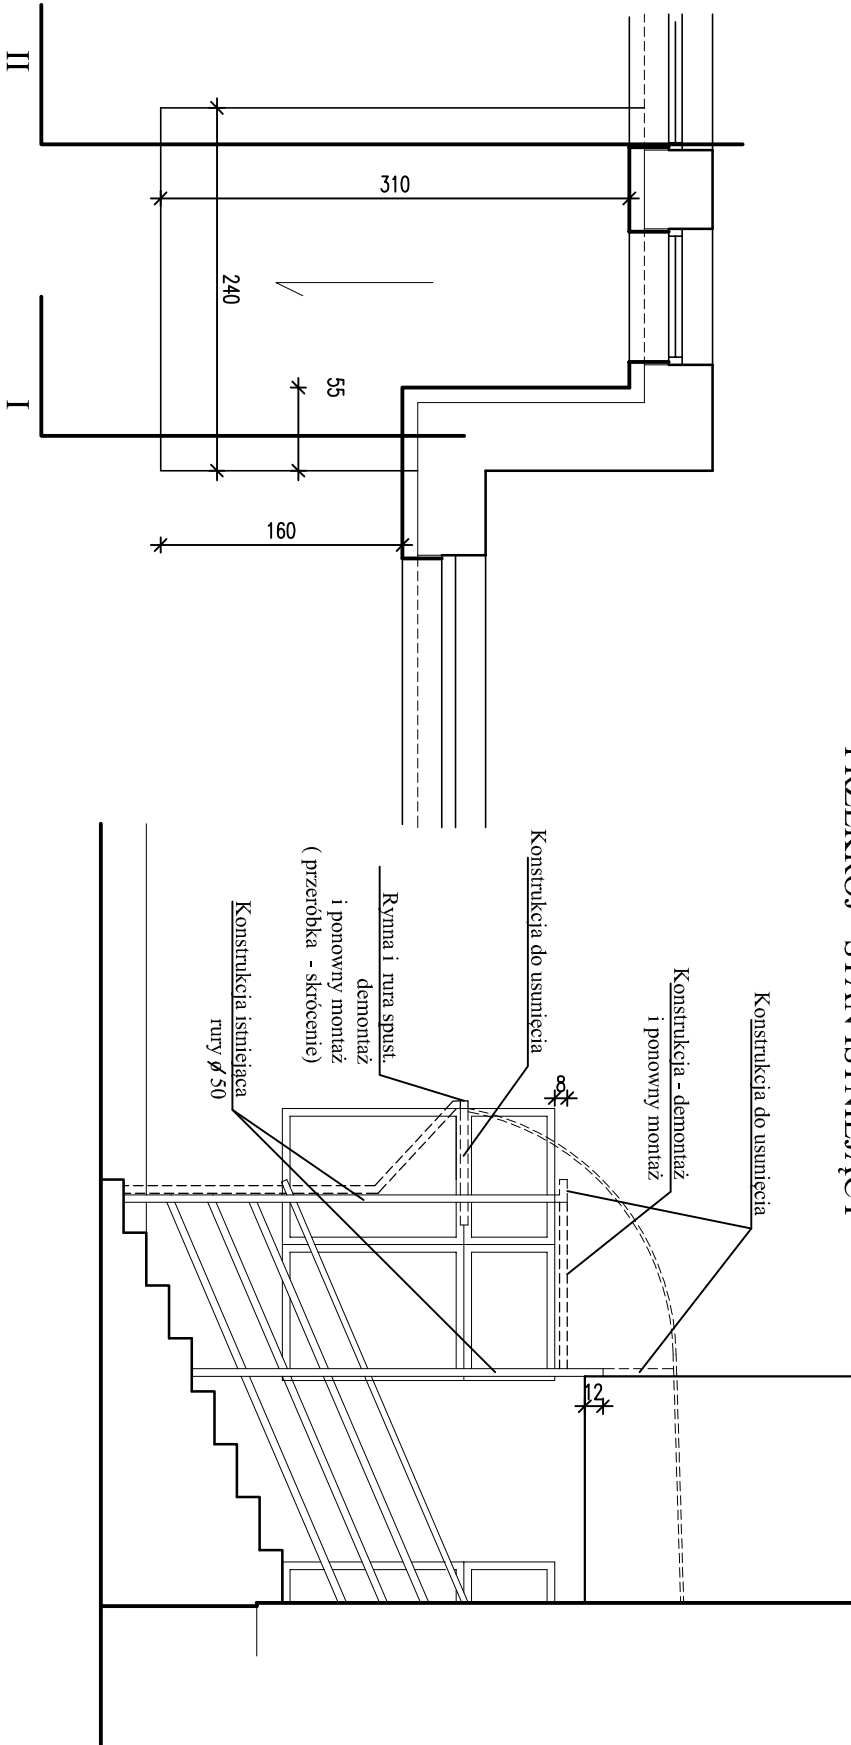 PRZEKRÓJ STAN ISTNIEJĄCY
II
310
240
55
I
160
Konstrukcja do usunięcia
Konstrukcja - demontaż
i ponowny montaż
Konstrukcja do usunięcia
Rynna i rura spust.
demontaż
i ponowny montaż
( przeróbka - skrócenie)
Konstrukcja istniejaca
rury ø 50
8
12